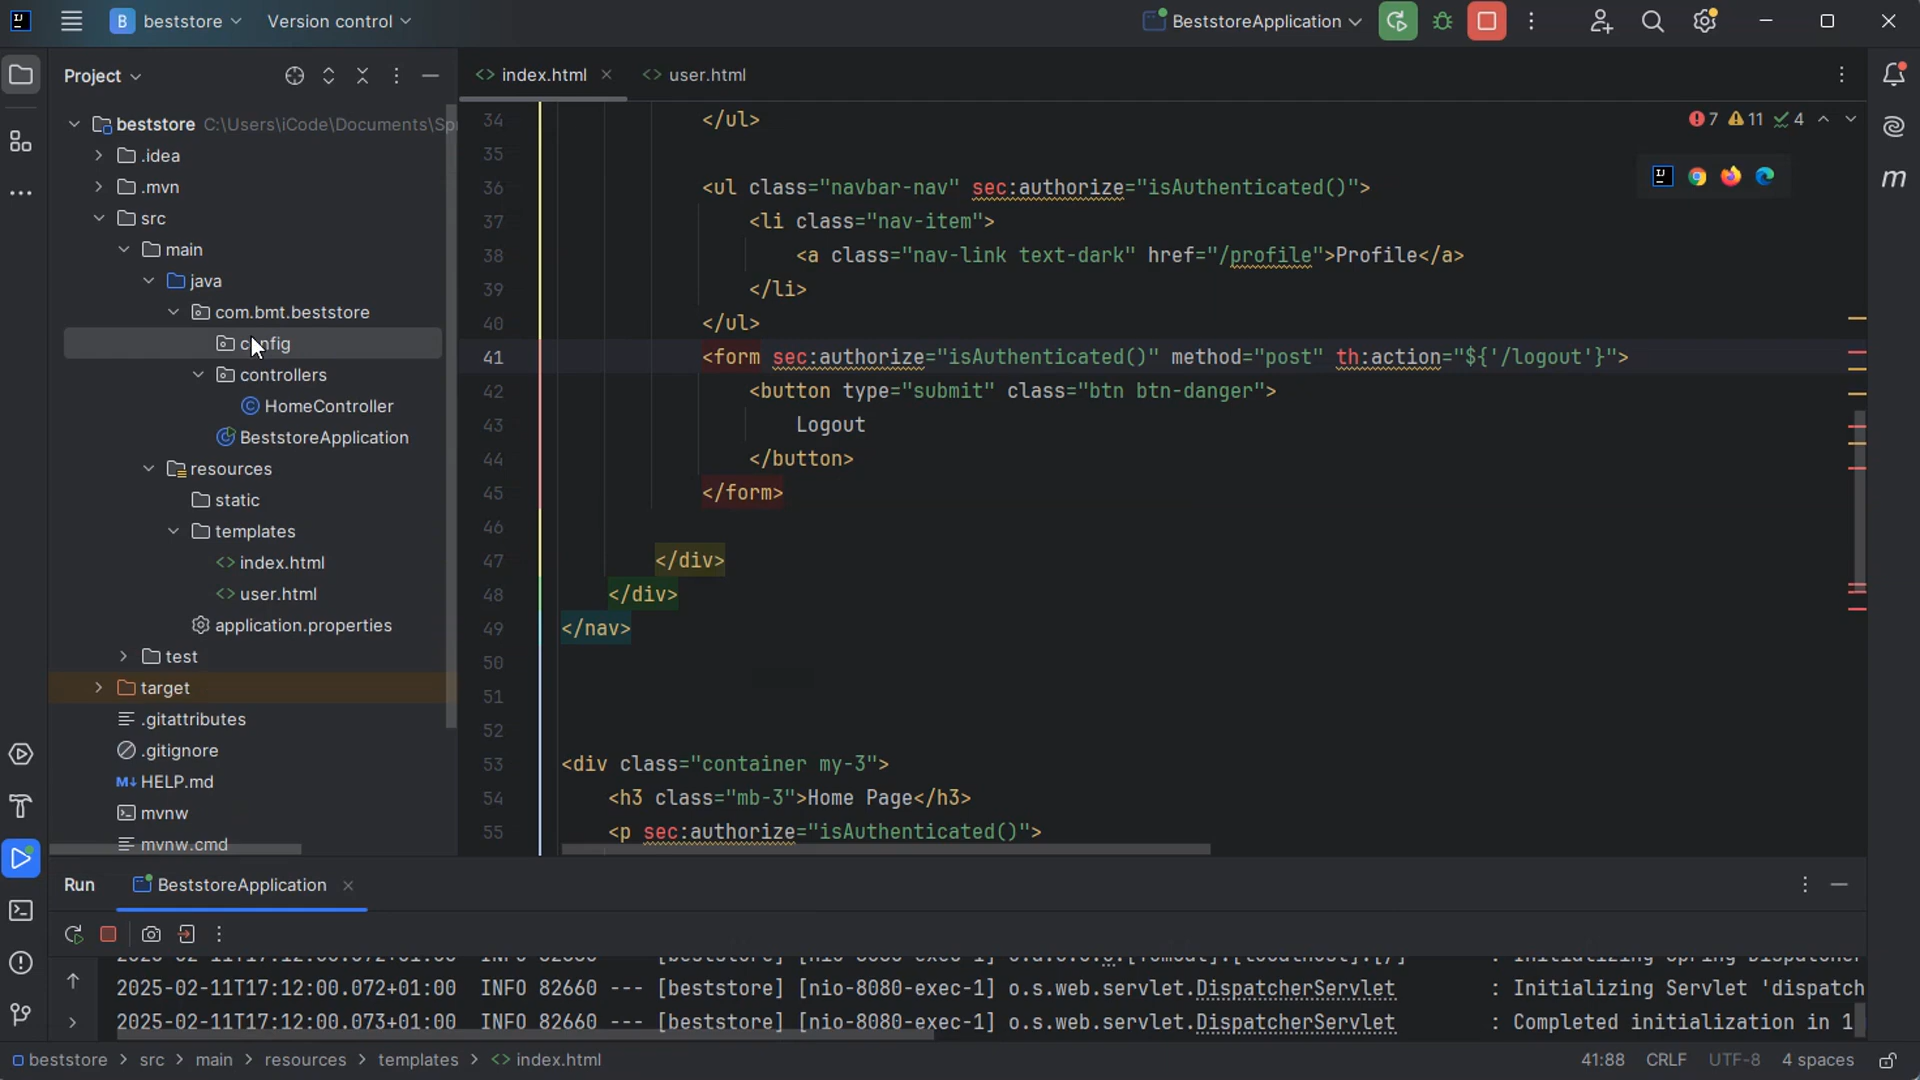 B beststore Version control BeststoreApplication
Project
beststore C:\Users\iCode\Documents\Spr
.idea
.mvn
src
main
java
com.bmt.beststore
config
controllers
HomeController
BeststoreApplication
resources
static
templates
index.html
user.html
application.properties
test
target
.gitattributes
.gitignore
HELP.md
mvnw
mvnw.cmd
index.html user.html
7 11 4
34 </ul>
35
36 <ul class="navbar-nav" sec:authorize="isAuthenticated()">
37 <li class="nav-item">
38 <a class="nav-link text-dark" href="/profile">Profile</a>
39 </li>
40 </ul>
41 <form sec:authorize="isAuthenticated()" method="post" th:action="${'/logout'}">
42 <button type="submit" class="btn btn-danger">
43 Logout
44 </button>
45 </form>
46
47 </div>
48 </div>
49 </nav>
50
51
52
53 <div class="container my-3">
54 <h3 class="mb-3">Home Page</h3>
55 <p sec:authorize="isAuthenticated()">
Run BeststoreApplication
2025-02-11T17:12:00.072+01:00 INFO 82660 --- [beststore] [nio-8080-exec-1] o.s.web.servlet.DispatcherServlet : Initializing Servlet 'dispatch
2025-02-11T17:12:00.073+01:00 INFO 82660 --- [beststore] [nio-8080-exec-1] o.s.web.servlet.DispatcherServlet : Completed initialization in 1
beststore > src > main > resources > templates > index.html 41:88 CRLF UTF-8 4 spaces